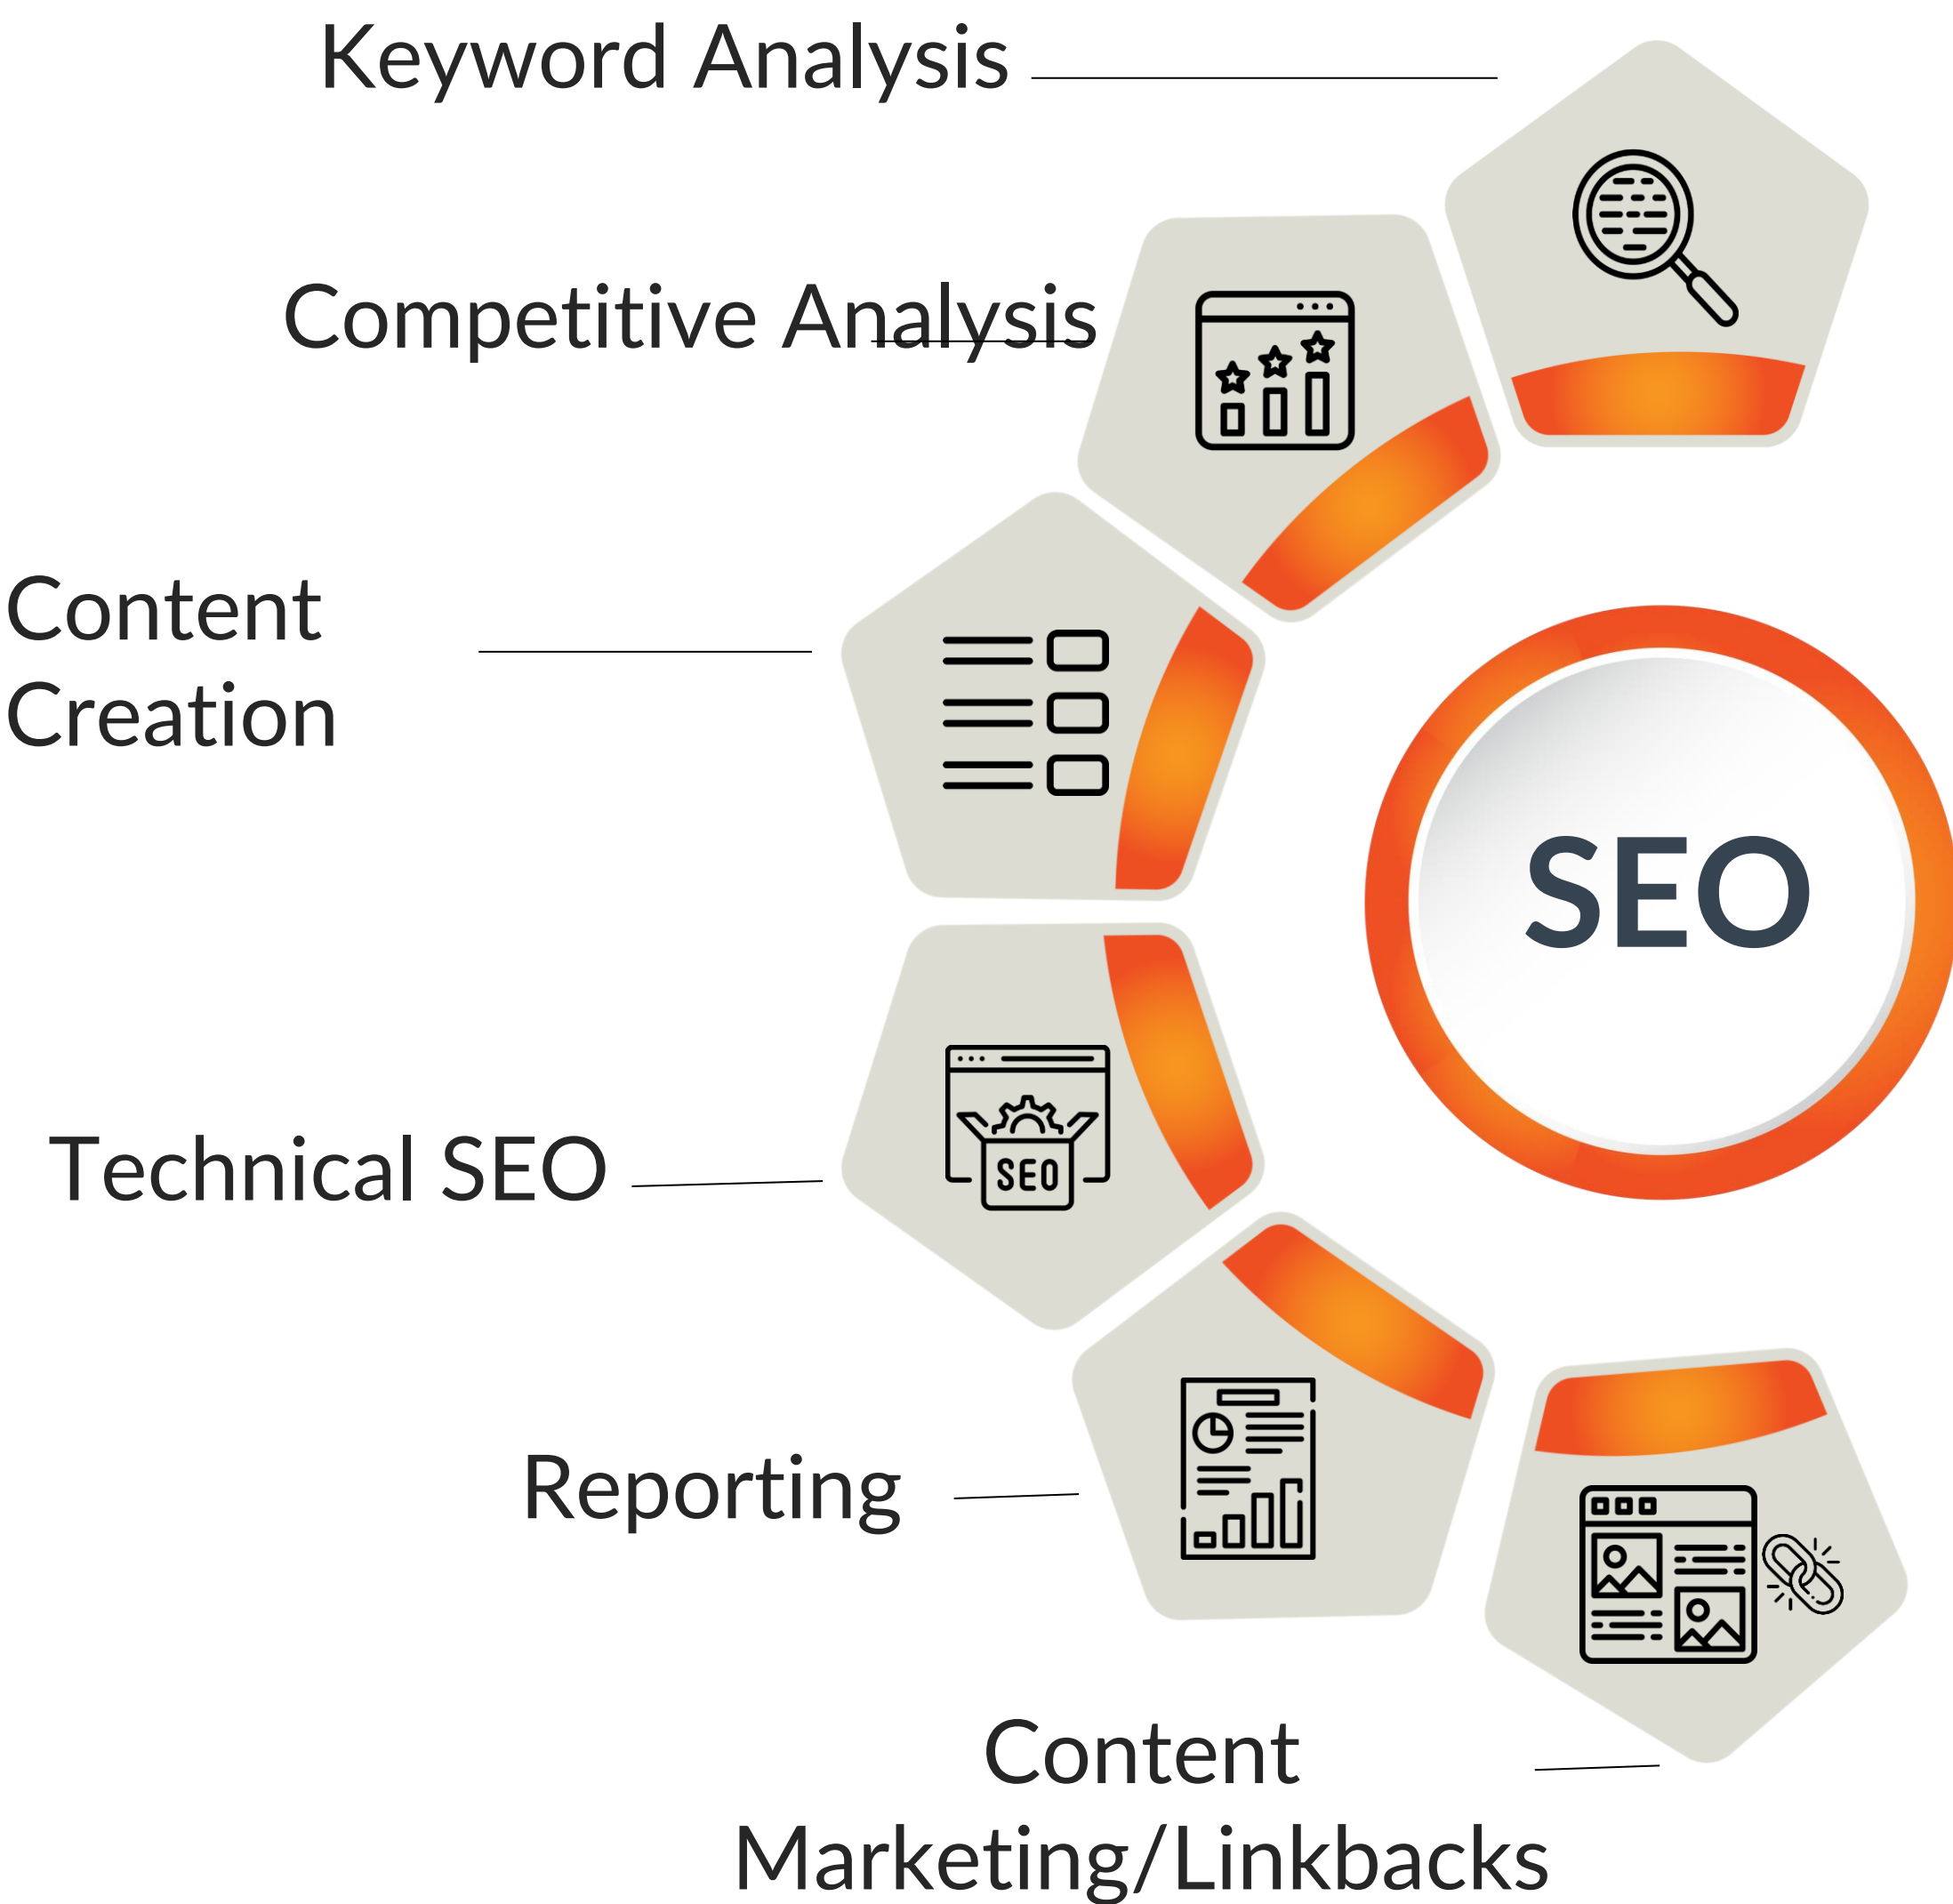 Keyword Analysis
Competitive Analysis
Content
Creation
SEO
Technical SEO
SEO
Reporting
Content
Marketing/Linkbacks